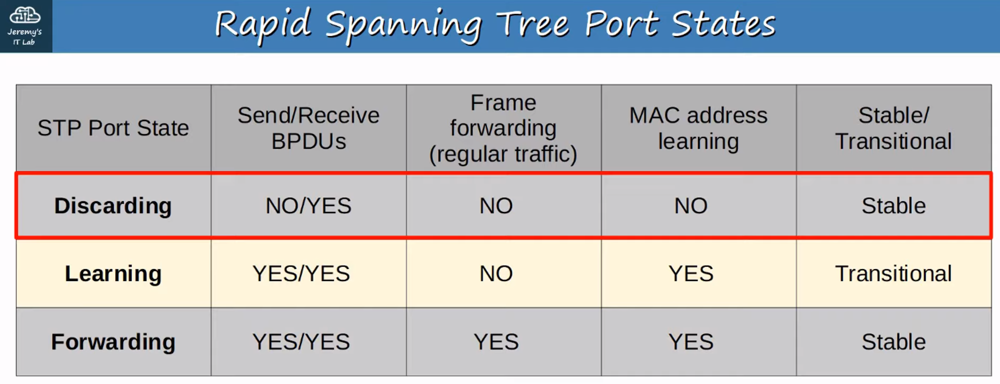 Jeremy's
IT Lab
Rapid Spanning Tree Port States
STP Port State
Send/Receive
BPDUs
Frame
forwarding
(regular traffic)
MAC address
learning
Stable/
Transitional
Discarding
NO/YES
NO
NO
Stable
Learning
YES/YES
NO
YES
Transitional
Forwarding
YES/YES
YES
YES
Stable